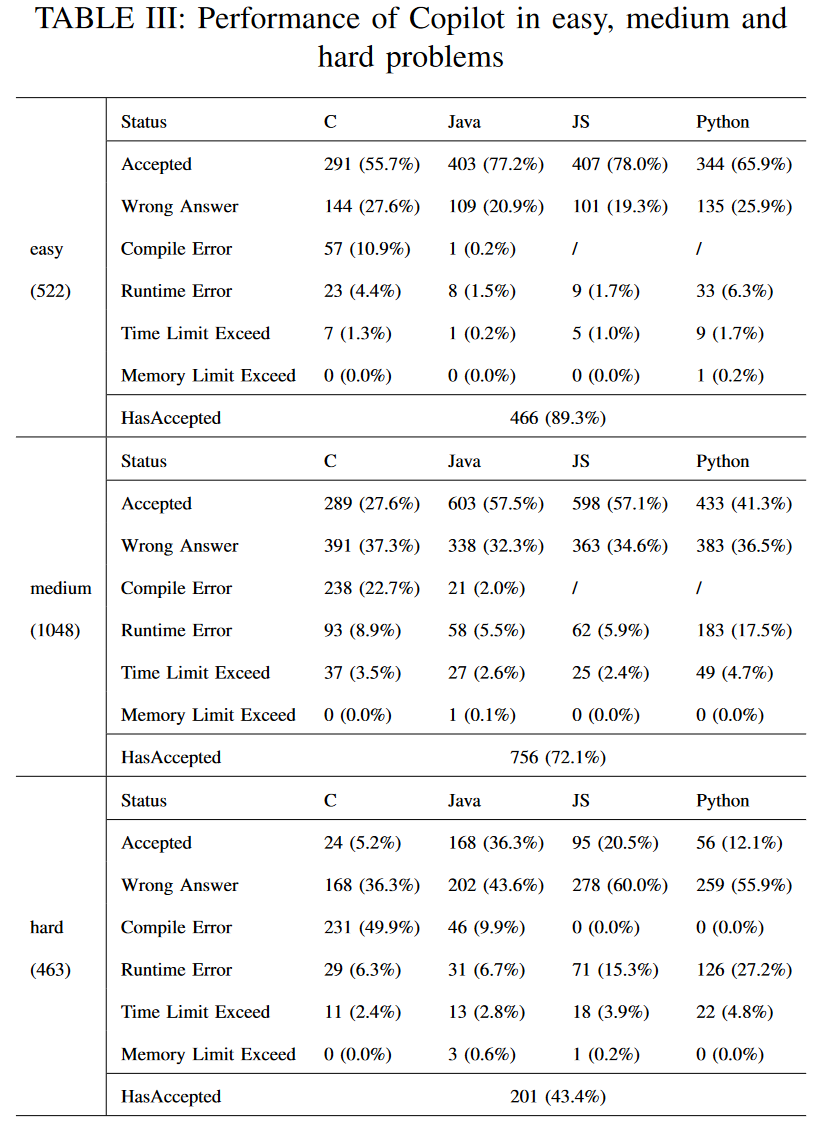 TABLE III: Performance of Copilot in easy, medium and
hard problems
easy
(522)
Status C Java JS Python
Accepted 291 (55.7%) 403 (77.2%) 407 (78.0%) 344 (65.9%)
Wrong Answer 144 (27.6%) 109 (20.9%) 101 (19.3%) 135 (25.9%)
Compile Error 57 (10.9%) 1 (0.2%) / /
Runtime Error 23 (4.4%) 8 (1.5%) 9 (1.7%) 33 (6.3%)
Time Limit Exceed 7 (1.3%) 1 (0.2%) 5 (1.0%) 9 (1.7%)
Memory Limit Exceed 0 (0.0%) 0 (0.0%) 0 (0.0%) 1 (0.2%)
HasAccepted 466 (89.3%)
medium
(1048)
Status C Java JS Python
Accepted 289 (27.6%) 603 (57.5%) 598 (57.1%) 433 (41.3%)
Wrong Answer 391 (37.3%) 338 (32.3%) 363 (34.6%) 383 (36.5%)
Compile Error 238 (22.7%) 21 (2.0%) / /
Runtime Error 93 (8.9%) 58 (5.5%) 62 (5.9%) 183 (17.5%)
Time Limit Exceed 37 (3.5%) 27 (2.6%) 25 (2.4%) 49 (4.7%)
Memory Limit Exceed 0 (0.0%) 1 (0.1%) 0 (0.0%) 0 (0.0%)
HasAccepted 756 (72.1%)
hard
(463)
Status C Java JS Python
Accepted 24 (5.2%) 168 (36.3%) 95 (20.5%) 56 (12.1%)
Wrong Answer 168 (36.3%) 202 (43.6%) 278 (60.0%) 259 (55.9%)
Compile Error 231 (49.9%) 46 (9.9%) 0 (0.0%) 0 (0.0%)
Runtime Error 29 (6.3%) 31 (6.7%) 71 (15.3%) 126 (27.2%)
Time Limit Exceed 11 (2.4%) 13 (2.8%) 18 (3.9%) 22 (4.8%)
Memory Limit Exceed 0 (0.0%) 3 (0.6%) 1 (0.2%) 0 (0.0%)
HasAccepted 201 (43.4%)